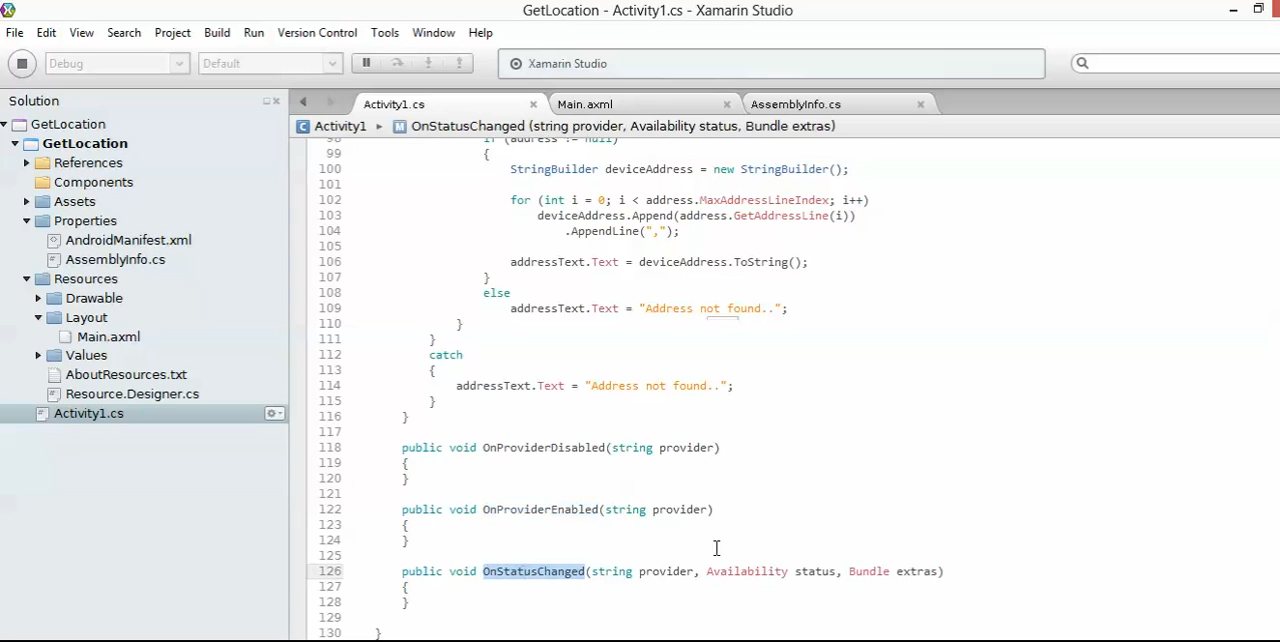 GetLocation - Activity1.cs - Xamarin Studio
File Edit View Search Project Build Run Version Control Tools Window Help
Debug Default Xamarin Studio
Solution
GetLocation
GetLocation
References
Components
Assets
Properties
AndroidManifest.xml
AssemblyInfo.cs
Resources
Drawable
Layout
Main.axml
Values
AboutResources.txt
Resource.Designer.cs
Activity1.cs
Activity1.cs Main.axml AssemblyInfo.cs
C Activity1 M OnStatusChanged (string provider, Availability status, Bundle extras)
98 if (address != null)
99 {
100 StringBuilder deviceAddress = new StringBuilder();
101
102 for (int i = 0; i < address.MaxAddressLineIndex; i++)
103 deviceAddress.Append(address.GetAddressLine(i))
104 .AppendLine(",");
105
106 addressText.Text = deviceAddress.ToString();
107 }
108 else
109 addressText.Text = "Address not found..";
110 }
111 }
112 catch
113 {
114 addressText.Text = "Address not found..";
115 }
116 }
117
118 public void OnProviderDisabled(string provider)
119 {
120 }
121
122 public void OnProviderEnabled(string provider)
123 {
124 }
125
126 public void OnStatusChanged(string provider, Availability status, Bundle extras)
127 {
128 }
129
130 }